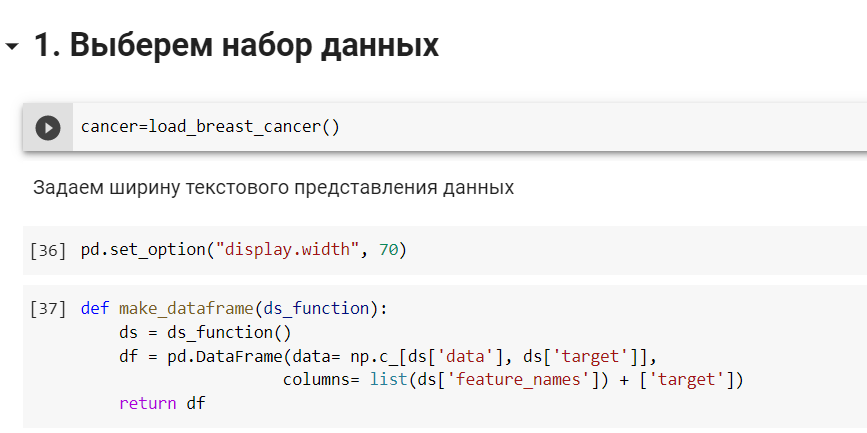 1. Выберем набор данных
cancer=load_breast_cancer()
Задаем ширину текстового представления данных
[36] pd.set_option("display.width", 70)
[37] def make_dataframe(ds_function):
ds = ds_function()
df = pd.DataFrame(data= np.c_[ds['data'], ds['target']],
columns= list(ds['feature_names']) + ['target'])
return df